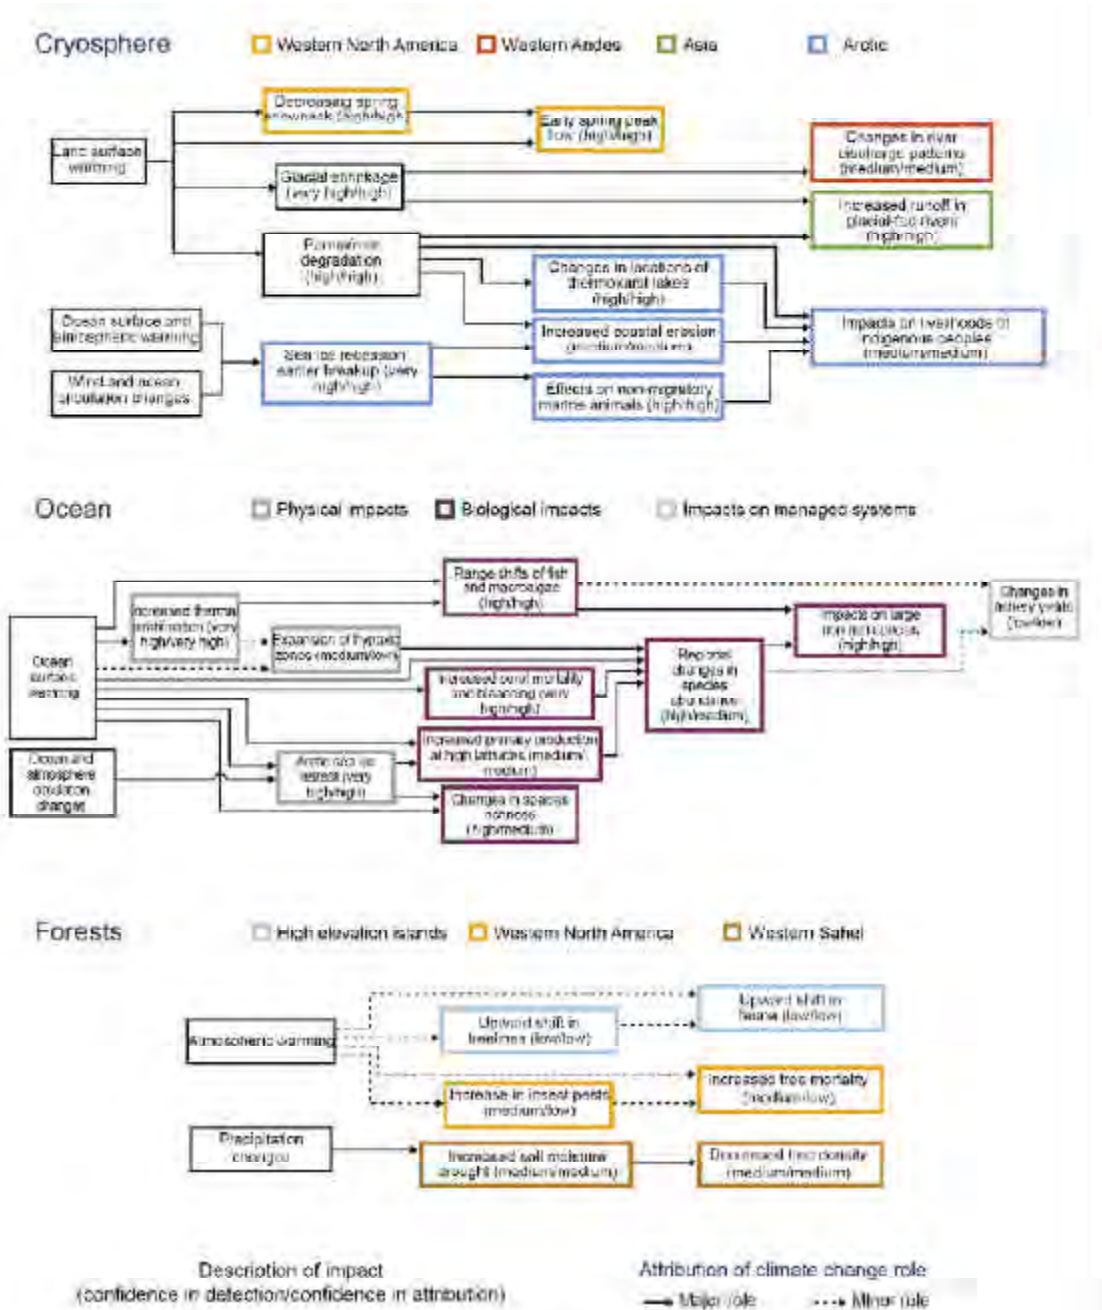 Cryosphere
Western North America
Western Andes
Asia
Arctic
Decreasing spring
snowpack (high/high)
Early spring peak
flow (high/high)
Land surface
warming
Changes in river
discharge patterns
(medium/medium)
Glacial shrinkage
(very high/high)
Increased runoff in
glacial-fed rivers
(high/high)
Permafrost
degradation
(high/high)
Changes in locations of
thermokarst lakes
(high/high)
Ocean surface and
atmospheric warming
Increased coastal erosion
(medium/medium)
Impacts on livelihoods of
indigenous peoples
(medium/medium)
Sea ice recession
earlier breakup (very
high/high)
Wind and ocean
circulation changes
Effects on non-migratory
marine animals (high/high)
Ocean
Physical impacts
Biological impacts
Impacts on managed systems
Range shifts of fish
and macroalgae
(high/high)
Changes in
fishery yields
(low/low)
Increased thermal
stratification (very
high/very high)
Impacts on large
(high/high)
Expansion of hypoxic
zones (medium/low)
Ocean
surface
warming
Regional
changes in
species
abundance
(high/medium)
Increased coral mortality
and bleaching (very
high/high)
Increased primary production
at high latitudes (medium/
medium)
Ocean and
atmosphere
circulation
changes
Arctic sea ice
retreat (very
high/high)
Changes in species
richness
(high/medium)
Forests
High elevation islands
Western North America
Western Sahel
Upward shift in
fauna (low/low)
Atmospheric warming
Upward shift in
treelines (low/low)
Increased tree mortality
(medium/low)
Increase in insect pests
(medium/low)
Precipitation
changes
Increased soil moisture
drought (medium/medium)
Decreased tree density
(medium/medium)
Description of impact
(confidence in detection/confidence in attribution)
Attribution of climate change role
Major role
Minor role